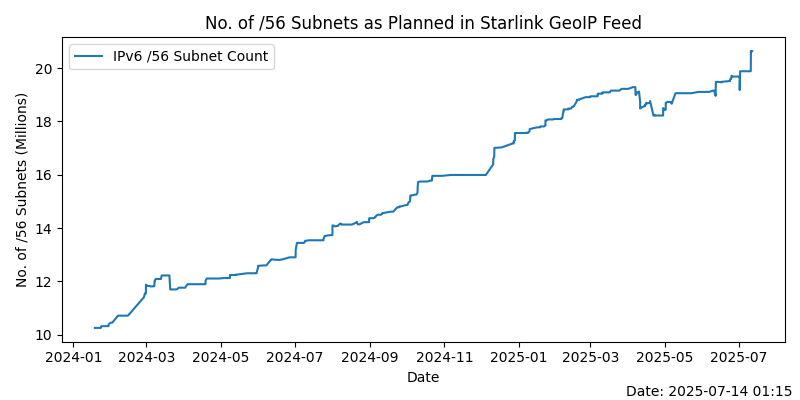 No. of /56 Subnets as Planned in Starlink GeoIP Feed
IPv6 /56 Subnet Count
No. of /56 Subnets (Millions)
20
18
16
14
12
10
2024-01 2024-03 2024-05 2024-07 2024-09 2024-11 2025-01 2025-03 2025-05 2025-07
Date
Date: 2025-07-14 01:15